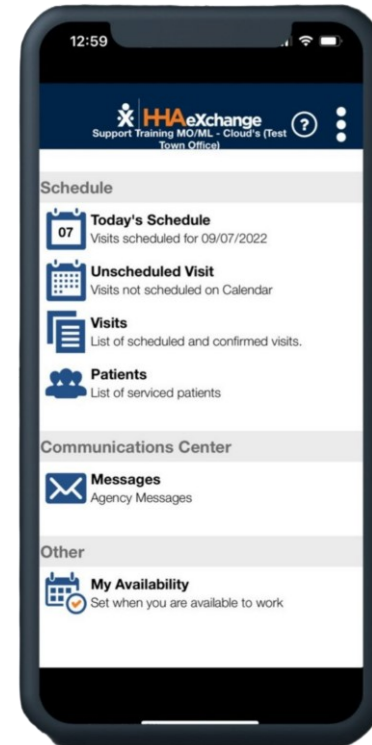 12:59
HHAeXchange
Support Training MO/ML - Cloud's (Test
Town Office)
?
Schedule
07
Today's Schedule
Visits scheduled for 09/07/2022
Unscheduled Visit
Visits not scheduled on Calendar
Visits
List of scheduled and confirmed visits.
Patients
List of serviced patients
Communications Center
Messages
Agency Messages
Other
My Availability
Set when you are available to work